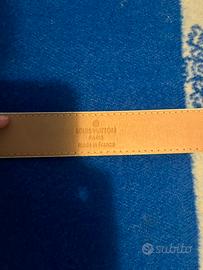 LOUIS VUITTON
PARIS
Made in France
subito